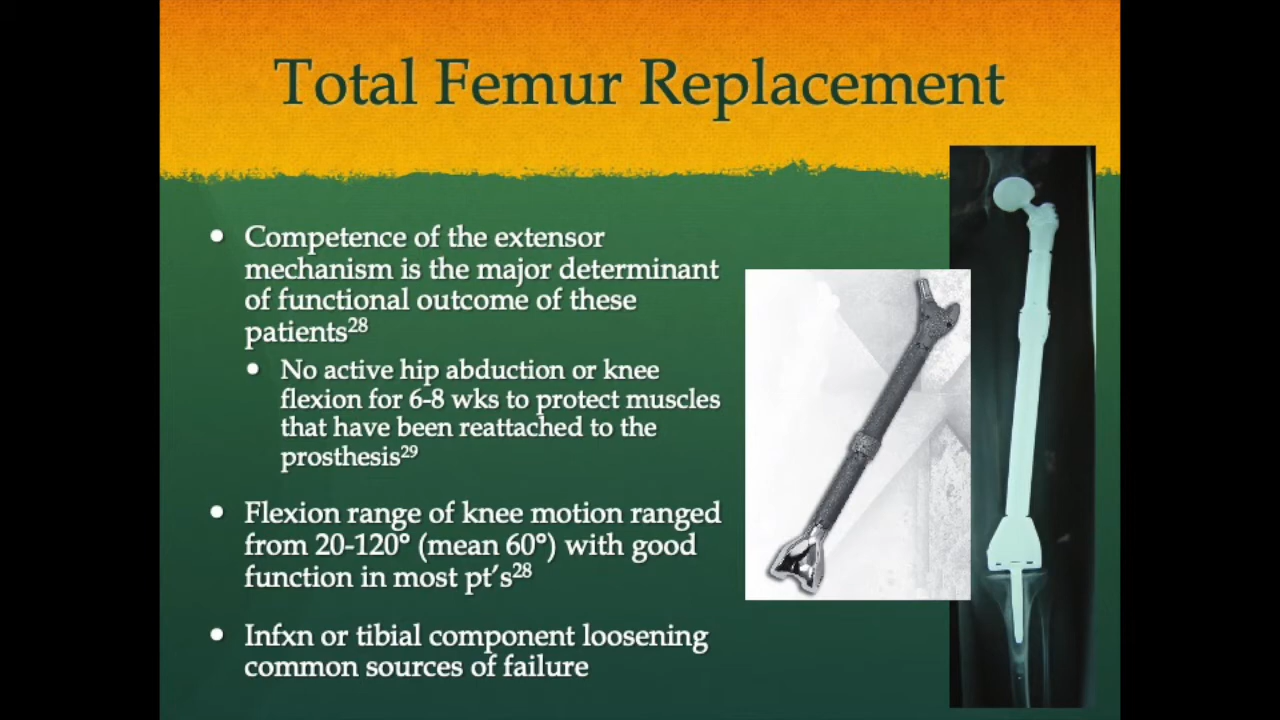 Total Femur Replacement
• Competence of the extensor
mechanism is the major determinant
of functional outcome of these
patients28
• No active hip abduction or knee
flexion for 6-8 wks to protect muscles
that have been reattached to the
prosthesis29
• Flexion range of knee motion ranged
from 20-120° (mean 60°) with good
function in most pt’s28
• Infxn or tibial component loosening
common sources of failure